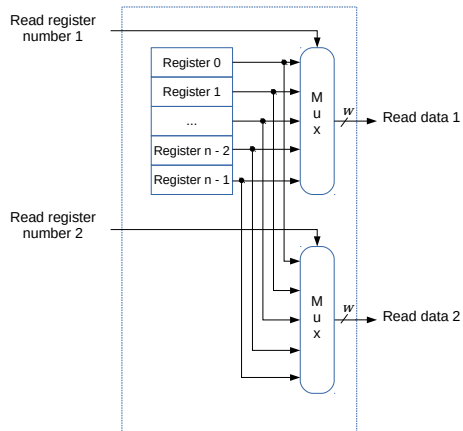 Read register
number 1
Register 0
Register 1
...
Register n - 2
Register n - 1
M
u
x
w
Read data 1
Read register
number 2
M
u
x
w
Read data 2